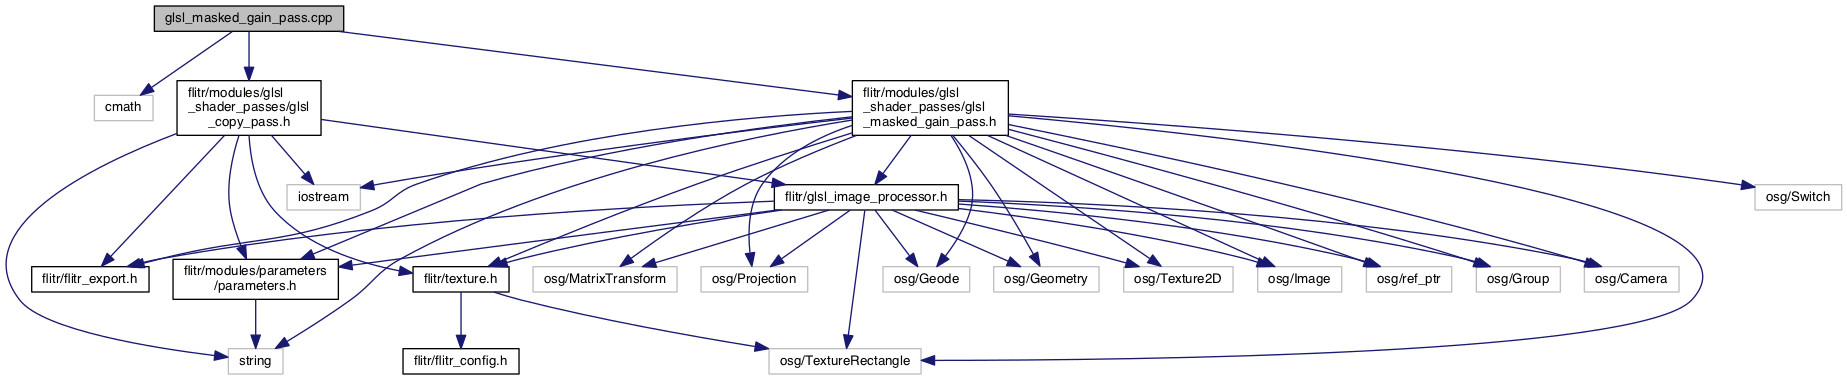 glsl_masked_gain_pass.cpp
cmath
flitr/modules/glsl
_shader_passes/glsl
_copy_pass.h
flitr/modules/glsl
_shader_passes/glsl
_masked_gain_pass.h
iostream
flitr/glsl_image_processor.h
osg/Switch
flitr/flitr_export.h
flitr/modules/parameters
/parameters.h
flitr/texture.h
osg/MatrixTransform
osg/Projection
osg/Geode
osg/Geometry
osg/Texture2D
osg/Image
osg/ref_ptr
osg/Group
osg/Camera
string
flitr/flitr_config.h
osg/TextureRectangle